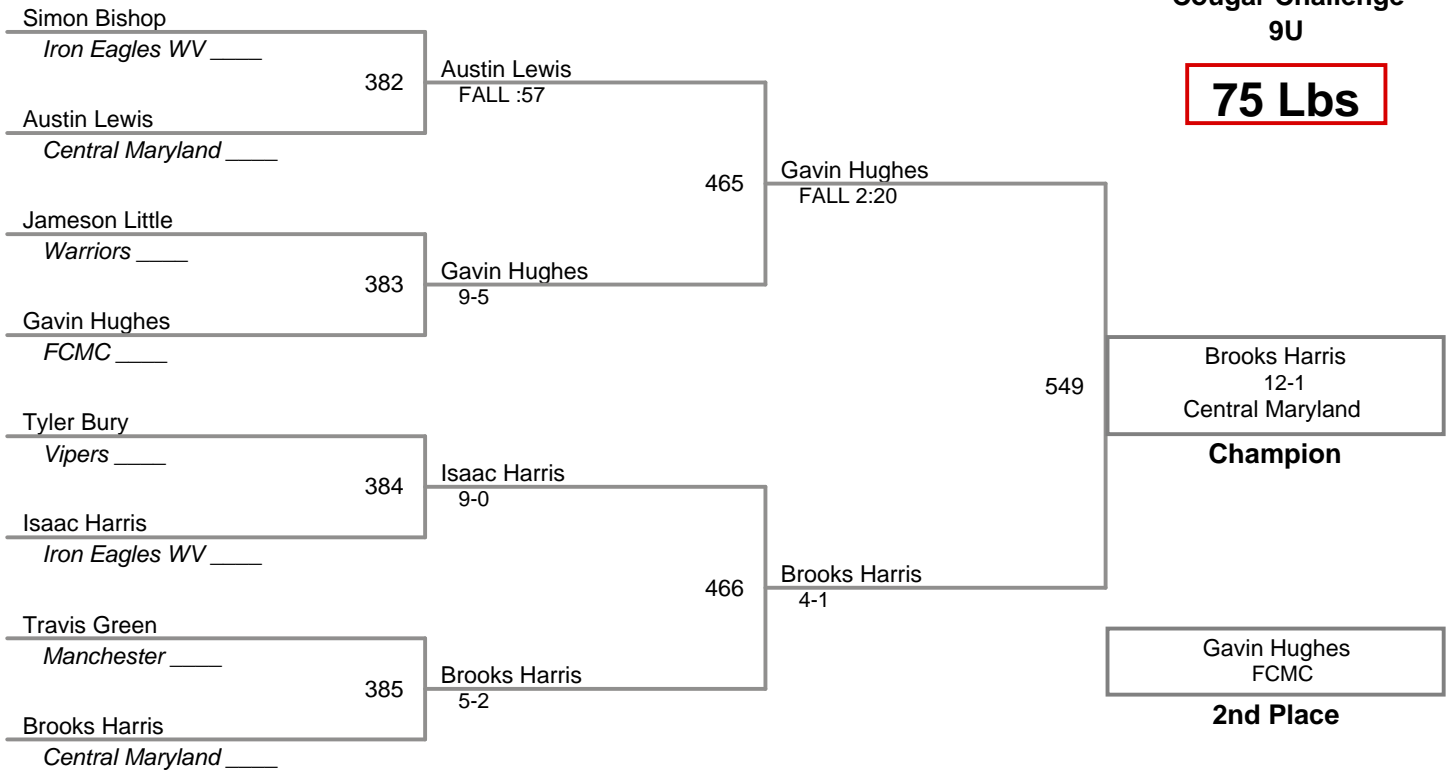 Cougar Challenge
9U
75 Lbs
Simon Bishop
Iron Eagles WV ____
382
Austin Lewis
Central Maryland ____
Austin Lewis
FALL :57
Jameson Little
Warriors ____
383
Gavin Hughes
FCMC ____
Gavin Hughes
9-5
465
Gavin Hughes
FALL 2:20
Tyler Bury
Vipers ____
384
Isaac Harris
Iron Eagles WV ____
Isaac Harris
9-0
Travis Green
Manchester ____
385
Brooks Harris
Central Maryland ____
Brooks Harris
5-2
466
Brooks Harris
4-1
549
Brooks Harris
12-1
Central Maryland
Champion
Gavin Hughes
FCMC
2nd Place